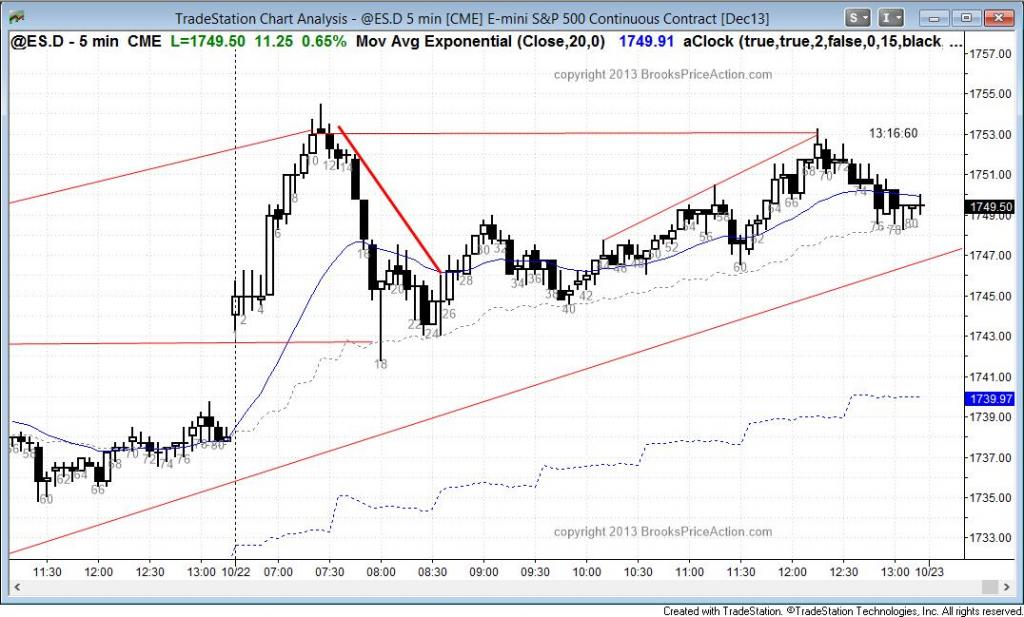 TradeStation Chart Analysis - @ES.D 5 min [CME] E-mini S&P 500 Continuous Contract [Dec13]
S I
@ES.D - 5 min CME L=1749.50 11.25 0.65% Mov Avg Exponential (Close,20,0) 1749.91 aClock (true,true,2,false,0,15,black, ...
1757.00
copyright 2013 BrooksPriceAction.com
1755.00
13:16:60
1753.00
10 12 14 68 70 72
1751.00
8 64 66 74
1749.50
1749.00
6 54 56 58 76 78 80
16 30 32 50 52 62
1747.00
44 46 48 60
18 20 28 34 36
1745.00
2 4 38 40 42
22 24 26
1743.00
1741.00
1739.97
1739.00
1737.00
60 62 64 66 68 70 72 74 76 80
1735.00
copyright 2013 BrooksPriceAction.com
1733.00
11:30 12:00 12:30 13:00 10/22 07:00 07:30 08:00 08:30 09:00 09:30 10:00 10:30 11:00 11:30 12:00 12:30 13:00 10/23
Created with TradeStation. ©TradeStation Technologies, Inc. All rights reserved.